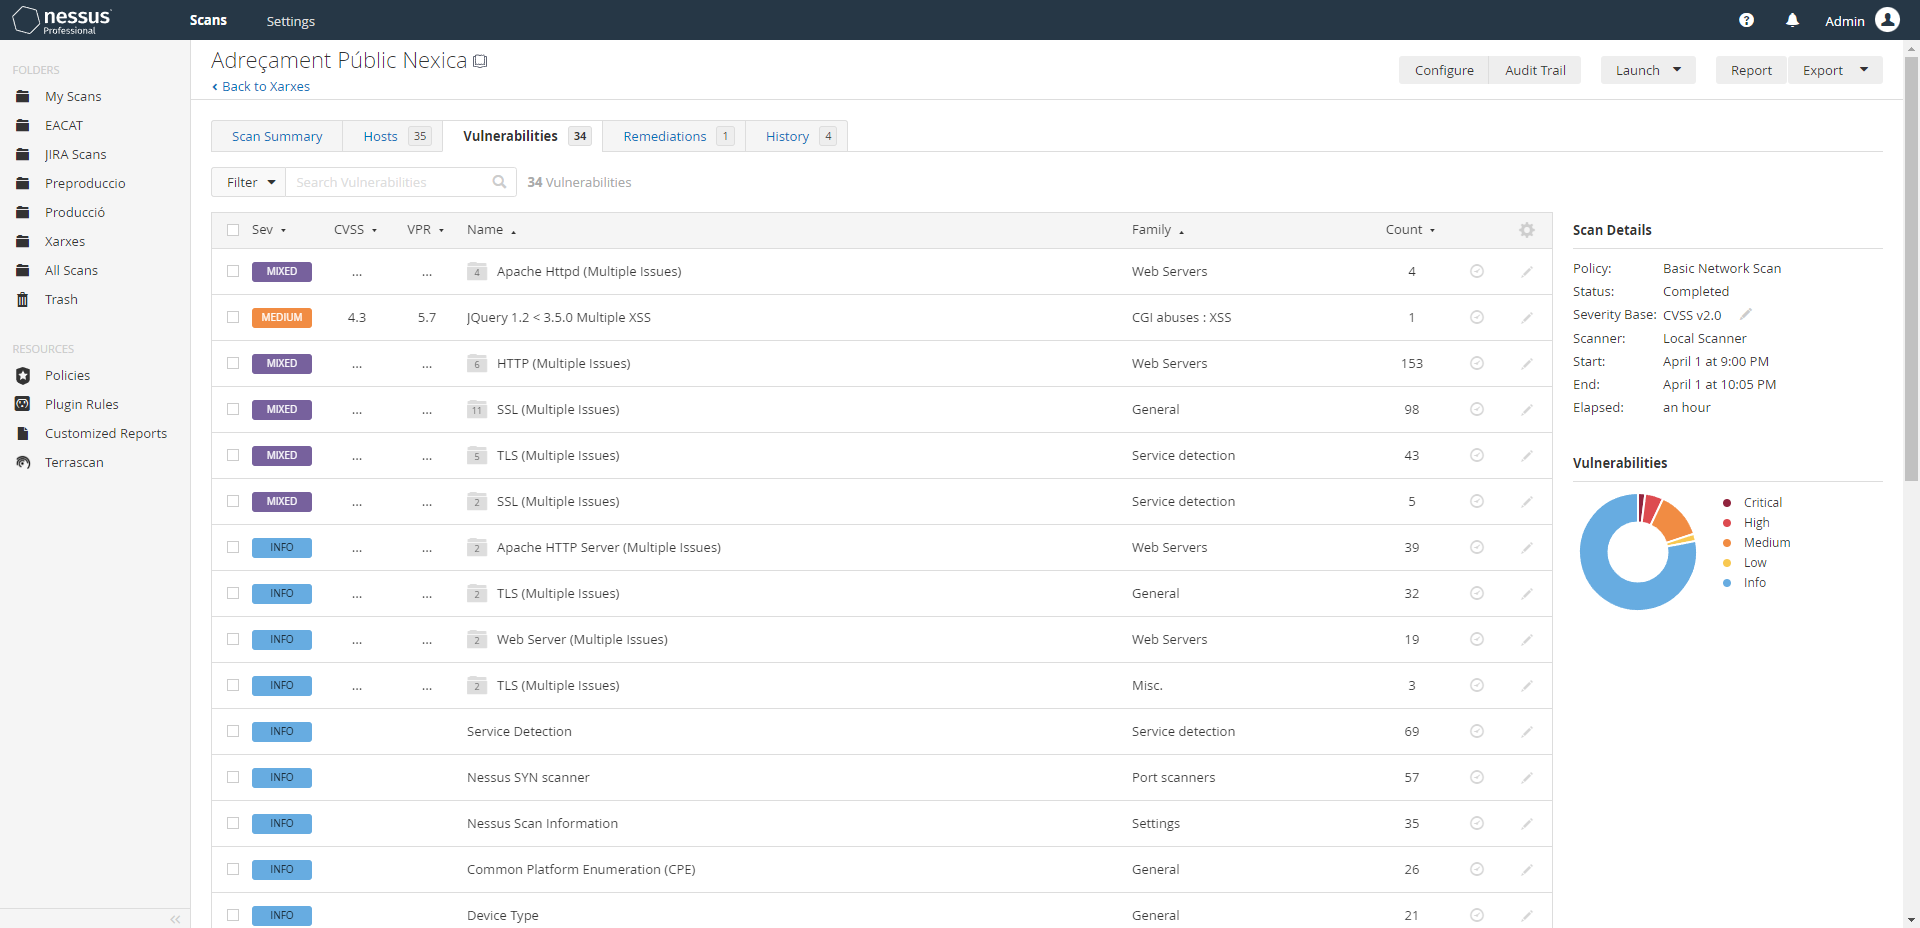 nessus
Professional
Scans
Settings
Admin
FOLDERS
My Scans
EACAT
JIRA Scans
Preproduccio
Producció
Xarxes
All Scans
Trash
RESOURCES
Policies
Plugin Rules
Customized Reports
Terrascan
Adreçament Públic Nexica
Back to Xarxes
Configure
Audit Trail
Launch
Report
Export
Scan Summary
Hosts 35
Vulnerabilities 34
Remediations 1
History 4
Filter
Search Vulnerabilities
34 Vulnerabilities
Sev CVSS VPR Name Family Count
MIXED ... ... 4 Apache Httpd (Multiple Issues) Web Servers 4
MEDIUM 4.3 5.7 JQuery 1.2 < 3.5.0 Multiple XSS CGI abuses : XSS 1
MIXED ... ... 6 HTTP (Multiple Issues) Web Servers 153
MIXED ... ... 11 SSL (Multiple Issues) General 98
MIXED ... ... 5 TLS (Multiple Issues) Service detection 43
MIXED ... ... 2 SSL (Multiple Issues) Service detection 5
INFO ... ... 2 Apache HTTP Server (Multiple Issues) Web Servers 39
INFO ... ... 2 TLS (Multiple Issues) General 32
INFO ... ... 2 Web Server (Multiple Issues) Web Servers 19
INFO ... ... 2 TLS (Multiple Issues) Misc. 3
INFO Service Detection Service detection 69
INFO Nessus SYN scanner Port scanners 57
INFO Nessus Scan Information Settings 35
INFO Common Platform Enumeration (CPE) General 26
INFO Device Type General 21
Scan Details
Policy: Basic Network Scan
Status: Completed
Severity Base: CVSS v2.0
Scanner: Local Scanner
Start: April 1 at 9:00 PM
End: April 1 at 10:05 PM
Elapsed: an hour
Vulnerabilities
Critical
High
Medium
Low
Info